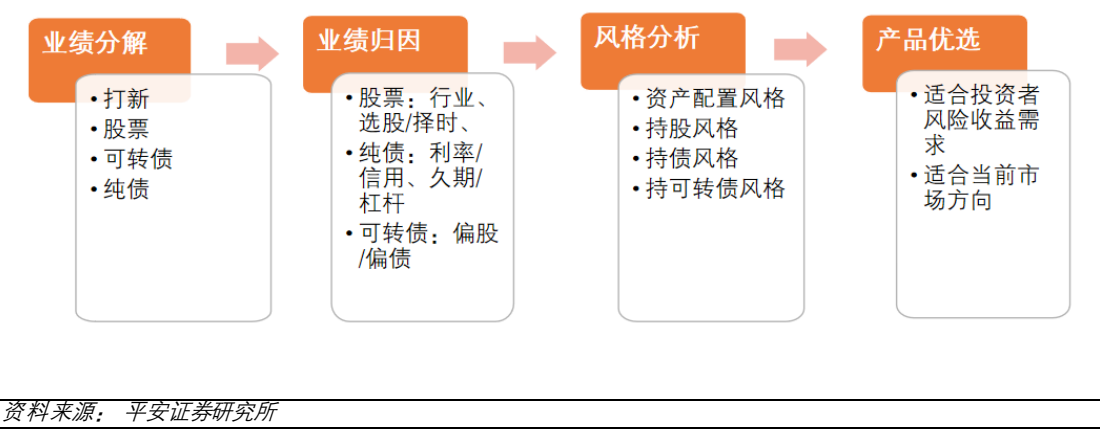 业绩分解
• 打新
• 股票
• 可转债
• 纯债
业绩归因
• 股票：行业、
选股/择时、
• 纯债：利率/
信用、久期/
杠杆
• 可转债：偏股
/偏债
风格分析
• 资产配置风格
• 持股风格
• 持债风格
• 持可转债风格
产品优选
• 适合投资者
风险收益需
求
• 适合当前市
场方向
资料来源： 平安证券研究所